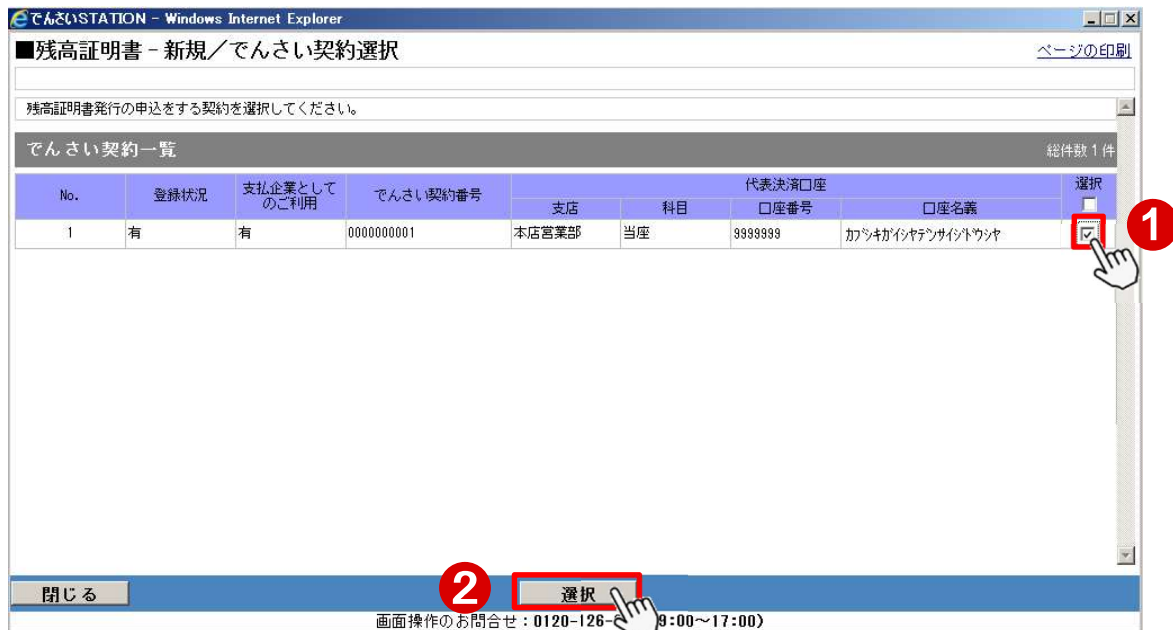 でんさいSTATION - Windows Internet Explorer
■残高証明書－新規／でんさい契約選択 ページの印刷
残高証明書発行の申込をする契約を選択してください。
でんさい契約一覧 総件数 1 件
No. 登録状況 支払企業としてのご利用 でんさい契約番号 代表決済口座 選択
支店 科目 口座番号 口座名義
1 有 有 0000000001 本店営業部 当座 9999999 カブシキガイシヤデンサイシヨウシヤ
1
2
閉じる 選択
画面操作のお問合せ：0120-126- 9:00～17:00)